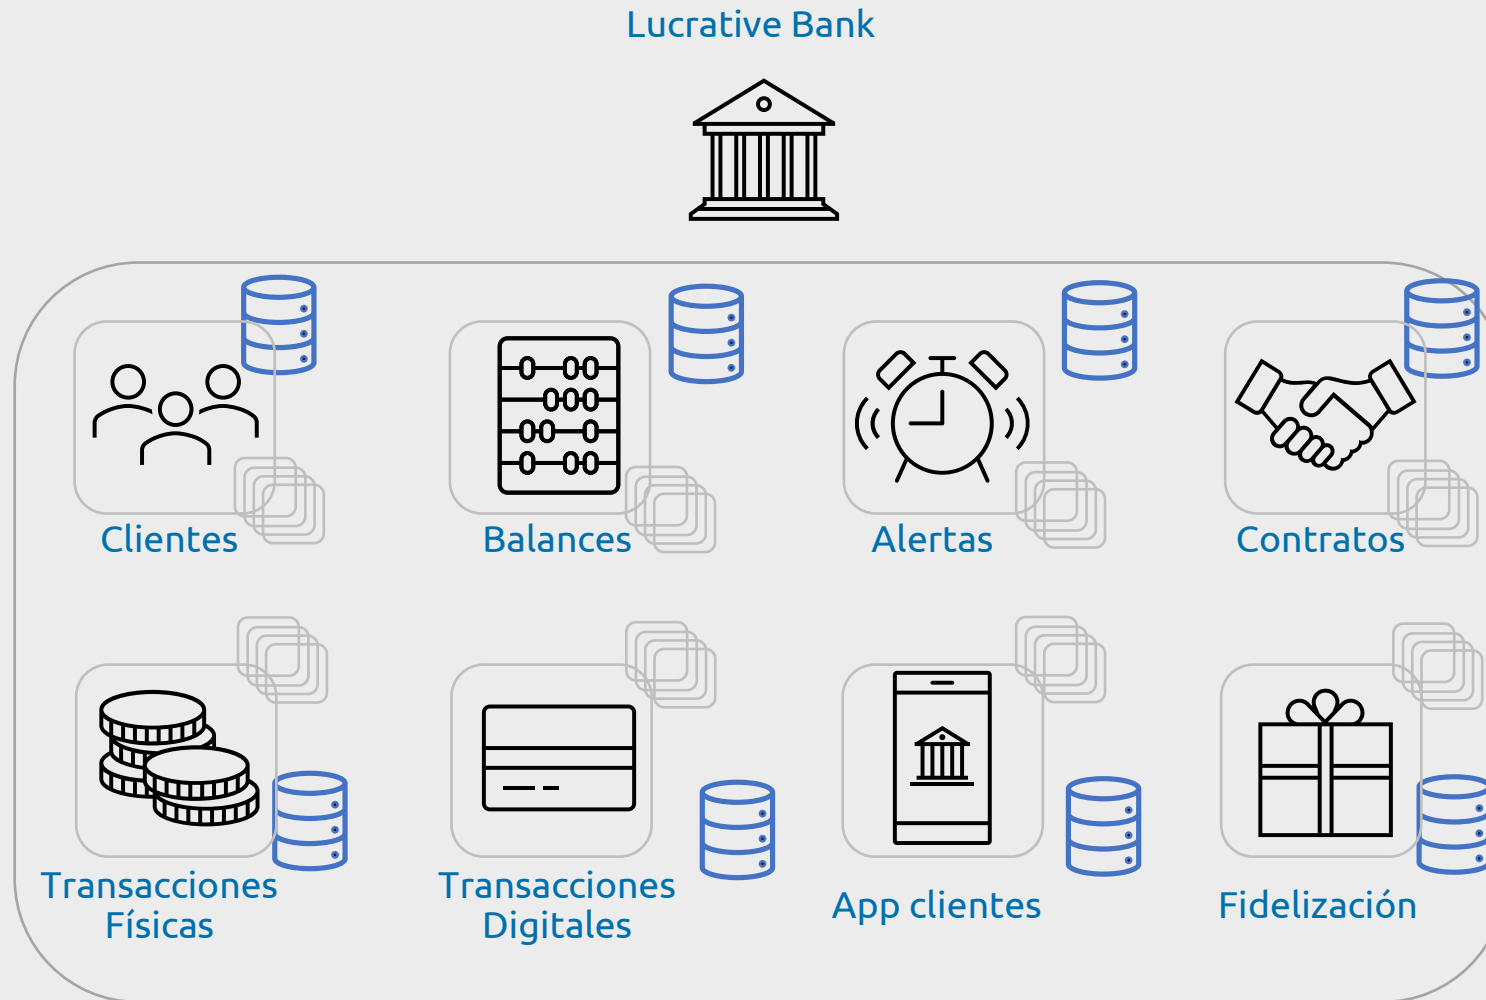 Lucrative Bank
Clientes
Balances
Alertas
Contratos
Transacciones
Físicas
Transacciones
Digitales
App clientes
Fidelización